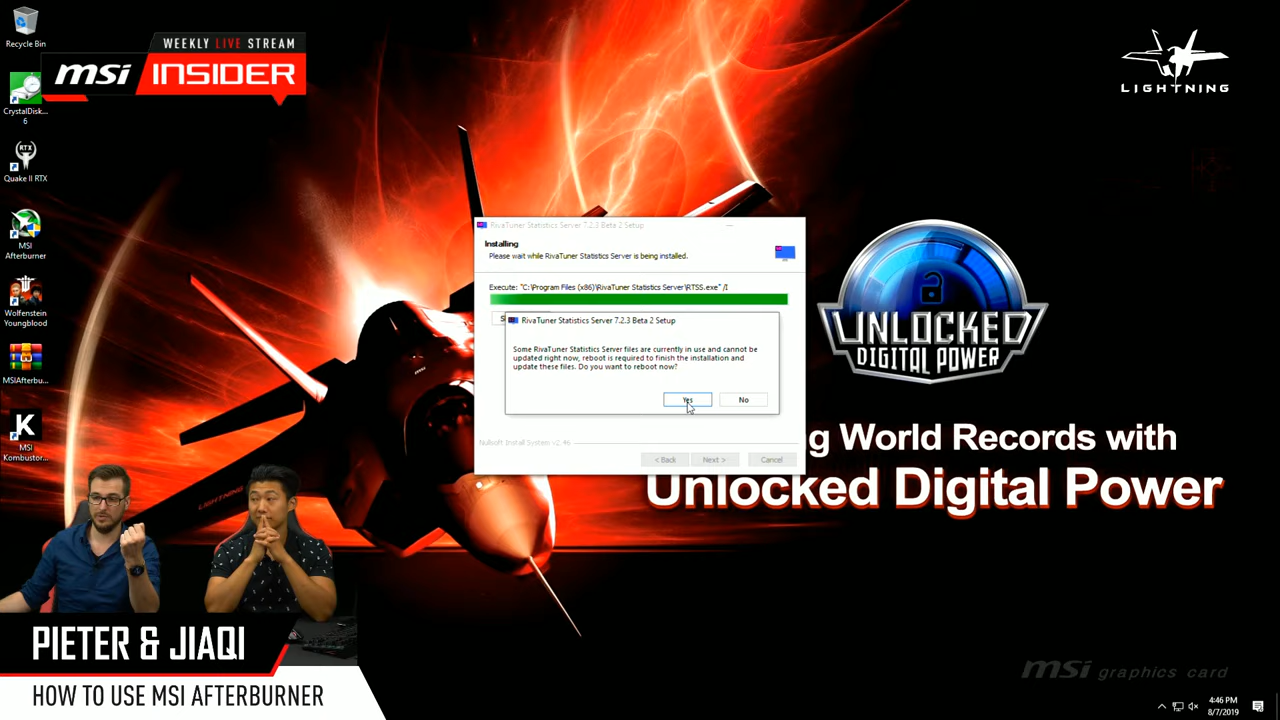 Recycle Bin
WEEKLY LIVE STREAM
msi INSIDER
CrystalDisk...
6
RTX
Quake II RTX
MSI
Afterburner
Wolfenstein
Youngblood
MSIAfterbu...
K
MSI
Kombustor...
LIGHTNING
RivaTuner Statistics Server 7.2.3 Beta 2 Setup
Installing
Please wait while RivaTuner Statistics Server is being installed.
Execute: "C:\Program Files (x86)\RivaTuner Statistics Server\RTSS.exe" /I
RivaTuner Statistics Server 7.2.3 Beta 2 Setup
Some RivaTuner Statistics Server files are currently in use and cannot be
updated right now, reboot is required to finish the installation and
update these files. Do you want to reboot now?
Yes
No
Nullsoft Install System v2.46
< Back
Next >
Cancel
UNLOCKED
DIGITAL POWER
g World Records with
Unlocked Digital Power
LIGHTNING
PIETER & JIAQI
HOW TO USE MSI AFTERBURNER
msi graphics card
4:46 PM
8/7/2019